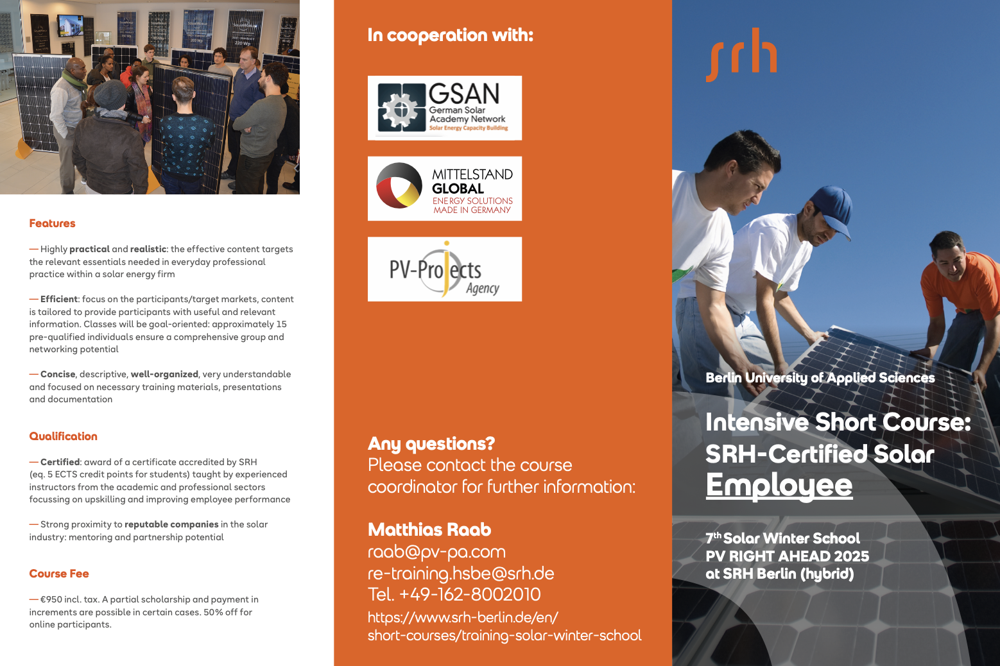 SOLARWORLD
SOLARWORLD
220 Wp
Features
— Highly practical and realistic: the effective content targets
the relevant essentials needed in everyday professional
practice within a solar energy firm
— Efficient: focus on the participants/target markets, content
is tailored to provide participants with useful and relevant
information. Classes will be goal-oriented: approximately 15
pre-qualified individuals ensure a comprehensive group and
networking potential
— Concise, descriptive, well-organized, very understandable
and focused on necessary training materials, presentations
and documentation
Qualification
— Certified: award of a certificate accredited by SRH
(eq. 5 ECTS credit points for students) taught by experienced
instructors from the academic and professional sectors
focussing on upskilling and improving employee performance
— Strong proximity to reputable companies in the solar
industry: mentoring and partnership potential
Course Fee
— €950 incl. tax. A partial scholarship and payment in
increments are possible in certain cases. 50% off for
online participants.
In cooperation with:
GSAN
German Solar
Academy Network
Solar Energy Capacity Building
MITTELSTAND
GLOBAL
ENERGY SOLUTIONS
MADE IN GERMANY
PV-Projects
Agency
Any questions?
Please contact the course
coordinator for further information:
Matthias Raab
raab@pv-pa.com
re-training.hsbe@srh.de
Tel. +49-162-8002010
https://www.srh-berlin.de/en/
short-courses/training-solar-winter-school
srh
Berlin University of Applied Sciences
Intensive Short Course:
SRH-Certified Solar
Employee
7th Solar Winter School
PV RIGHT AHEAD 2025
at SRH Berlin (hybrid)